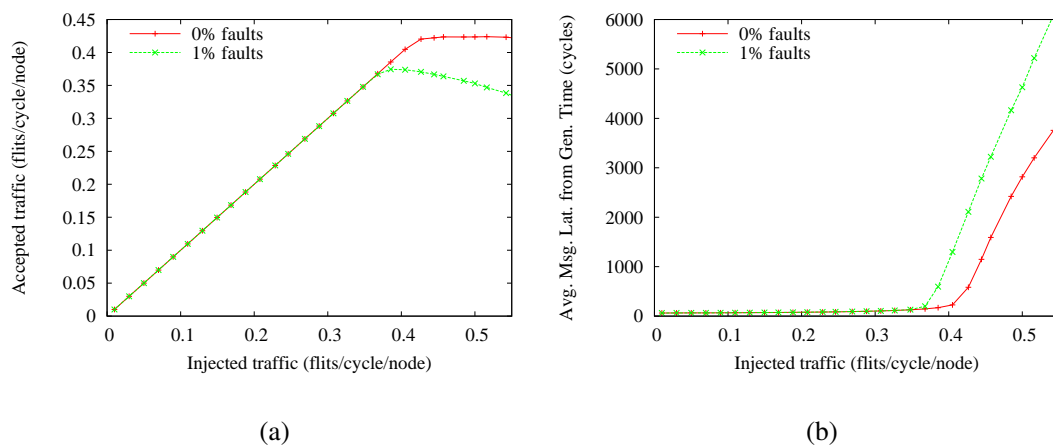 Accepted traffic (flits/cycle/node)
0.45
0.4
0.35
0.3
0.25
0.2
0.15
0.1
0.05
0
0% faults
1% faults
0 0.1 0.2 0.3 0.4 0.5
Injected traffic (flits/cycle/node)
(a)
Avg. Msg. Lat. from Gen. Time (cycles)
6000
5000
4000
3000
2000
1000
0
0% faults
1% faults
0 0.1 0.2 0.3 0.4 0.5
Injected traffic (flits/cycle/node)
(b)